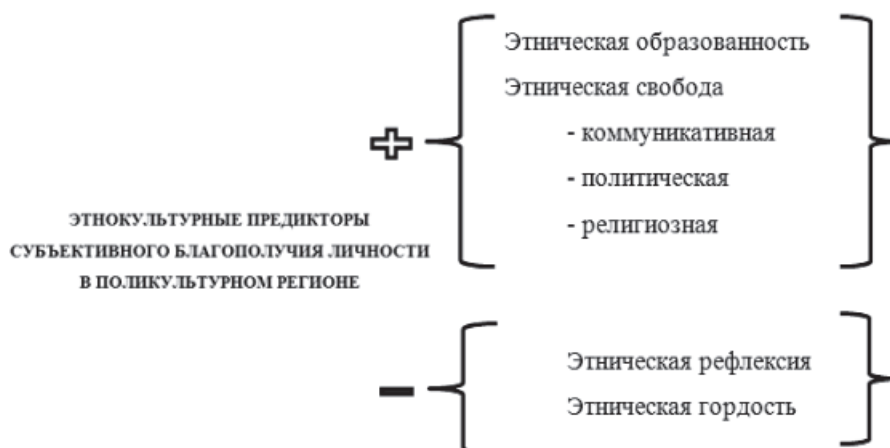 ЭТНОКУЛЬТУРНЫЕ ПРЕДИКТОРЫ
СУБЪЕКТИВНОГО БЛАГОПОЛУЧИЯ ЛИЧНОСТИ
В ПОЛИКУЛЬТУРНОМ РЕГИОНЕ
Этническая образованность
Этническая свобода
- коммуникативная
- политическая
- религиозная
Этническая рефлексия
Этническая гордость